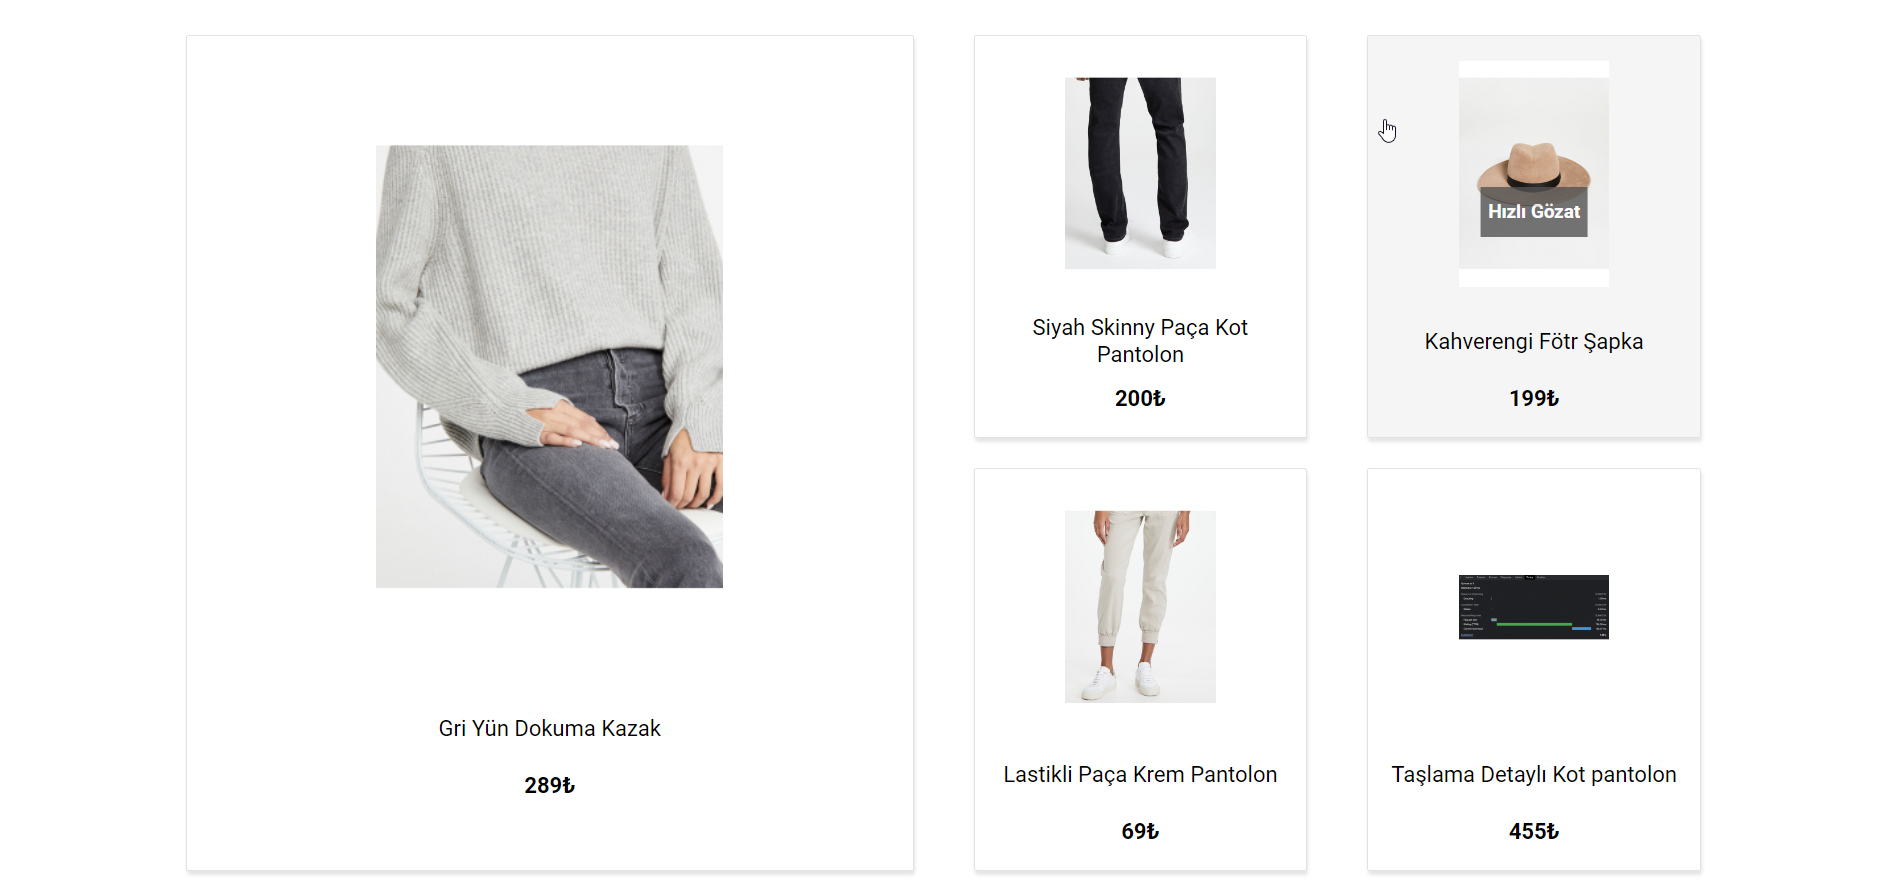 Gri Yün Dokuma Kazak
289₺
Siyah Skinny Paça Kot
Pantolon
200₺
Hızlı Gözat
Kahverengi Fötr Şapka
199₺
Lastikli Paça Krem Pantolon
69₺
Taşlama Detaylı Kot pantolon
455₺